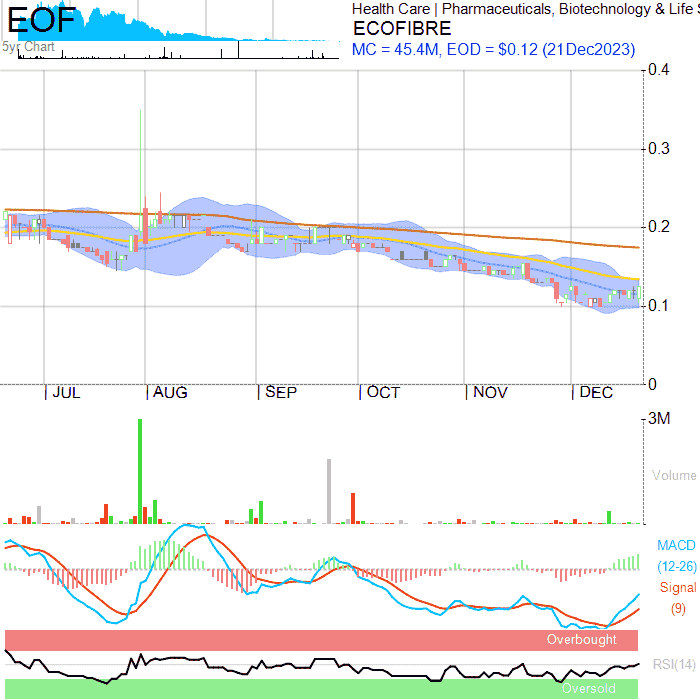 EOF
5yr Chart
Health Care | Pharmaceuticals, Biotechnology & Life S
ECOFIBRE
MC = 45.4M, EOD = $0.12 (21Dec2023)
0.4
0.3
0.2
0.1
0
JUL AUG SEP OCT NOV DEC
3M
Volume
MACD
(12-26)
Signal
(9)
Overbought
RSI(14)
Oversold